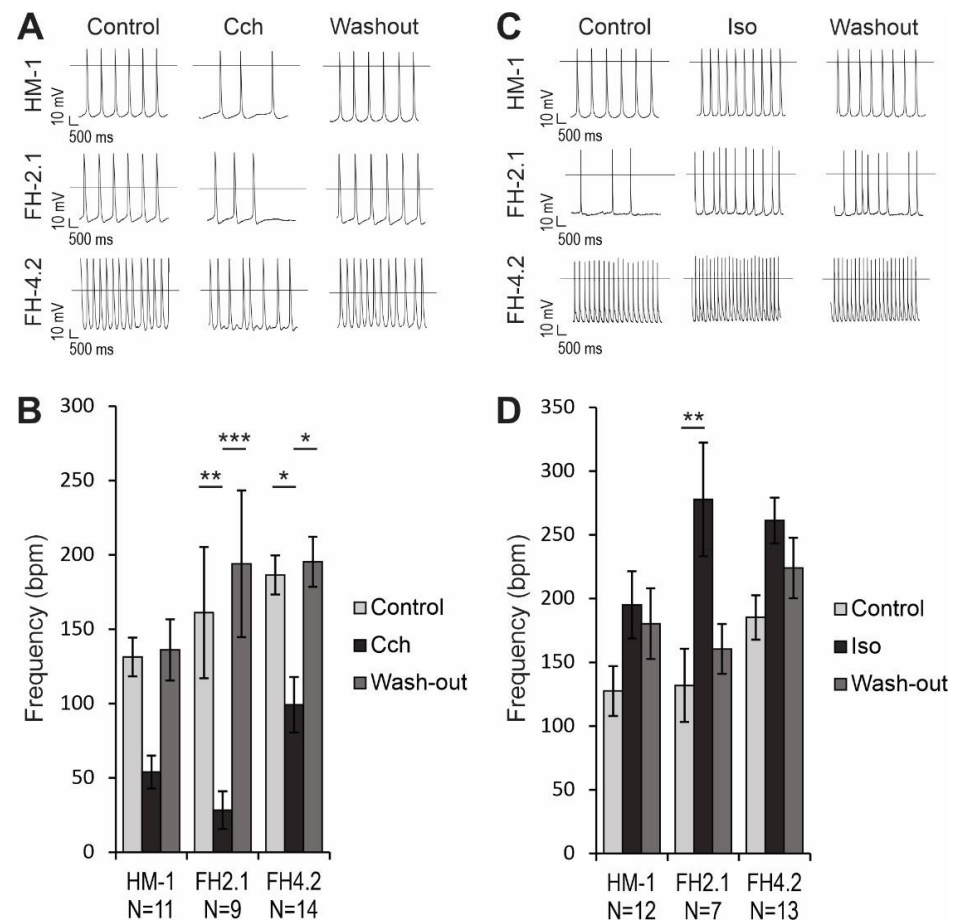 A
Control Cch Washout
HM-1
10 mV
500 ms
FH-2.1
10 mV
500 ms
FH-4.2
10 mV
500 ms
C
Control Iso Washout
HM-1
10 mV
500 ms
FH-2.1
10 mV
500 ms
FH-4.2
10 mV
500 ms
B
Frequency (bpm)
300
250
200
150
100
50
0
** *** * *
Control
Cch
Wash-out
HM-1 FH2.1 FH4.2
N=11 N=9 N=14
D
Frequency (bpm)
350
300
250
200
150
100
50
0
**
Control
Iso
Wash-out
HM-1 FH2.1 FH4.2
N=12 N=7 N=13